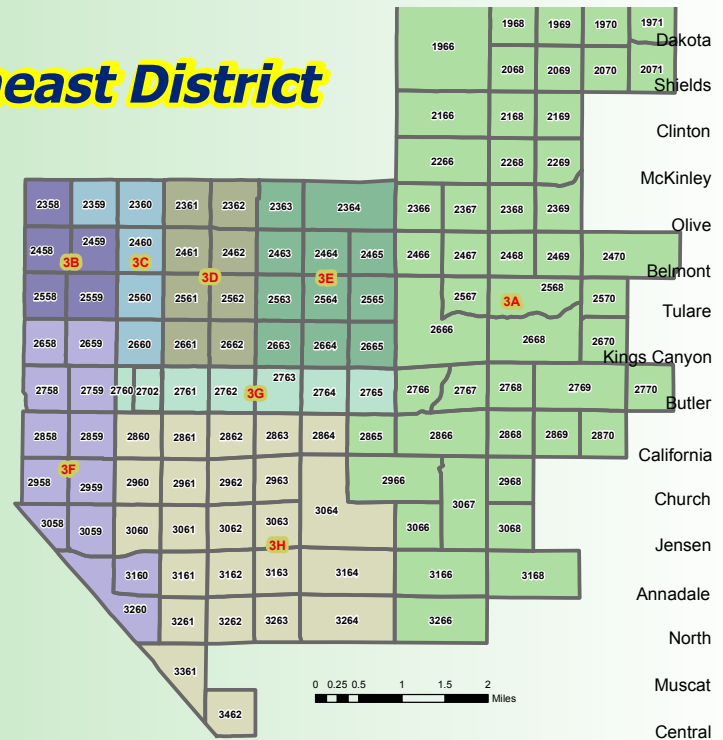 east District
1968 1969 1970 1971
1966
Dakota
2068 2069 2070 2071
Shields
2166 2168 2169
Clinton
2266 2268 2269
McKinley
2358 2359 2360 2361 2362 2363 2364 2366 2367 2368 2369
Olive
2458 2459 2460 2461 2462 2463 2464 2465 2466 2467 2468 2469 2470
3B 3C 3D 3E
Belmont
2558 2559 2560 2561 2562 2563 2564 2565 2567 3A 2568 2570
Tulare
2658 2659 2660 2661 2662 2663 2664 2665 2666 2668 2670
Kings Canyon
2758 2759 2760 2702 2761 2762 3G 2763 2764 2765 2766 2767 2768 2769 2770
Butler
2858 2859 2860 2861 2862 2863 2864 2865 2866 2868 2869 2870
California
3F
2958 2959 2960 2961 2962 2963 2966 2968
Church
3058 3059 3060 3061 3062 3063 3064 3066 3067 3068
3H
Jensen
3160 3161 3162 3163 3164 3166 3168
Annadale
3260 3261 3262 3263 3264 3266
North
3361
Muscat
0 0.25 0.5 1 1.5 2
Miles
3462
Central